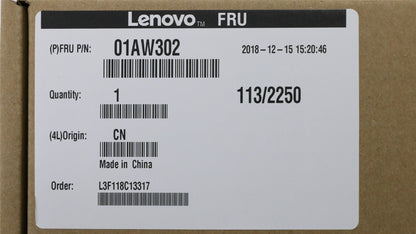 Lenovo™ FRU
(P)FRU P/N: 01AW302 2018-12-15 15:20:46
Quantity: 1 113/2250
(4L)Origin: CN
Made in China
Order: L3F118C13317